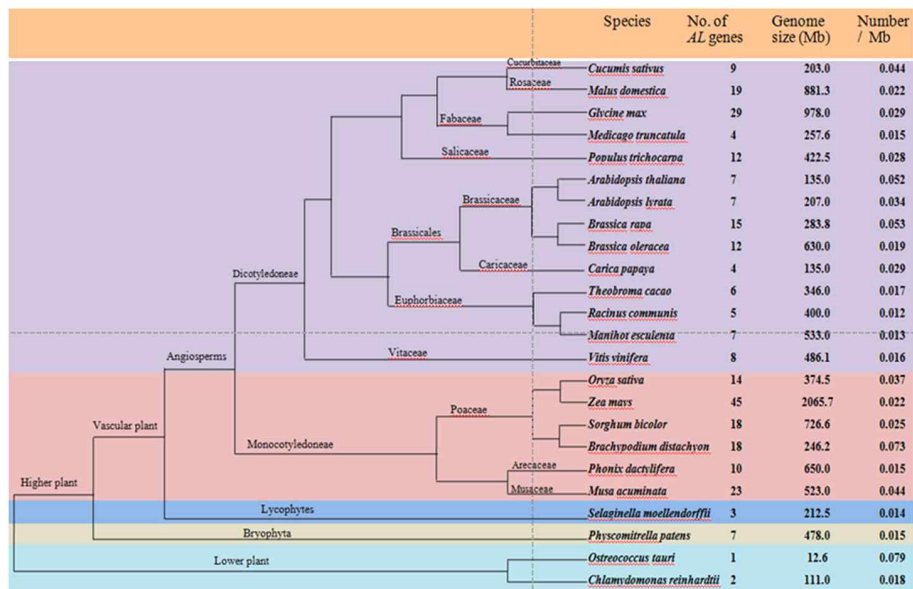 Species No. of AL genes Genome size (Mb) Number / Mb
Cucurbitaceae Cucumis sativus 9 203.0 0.044
Rosaceae Malus domestica 19 881.3 0.022
Glycine max 29 978.0 0.029
Fabaceae
Medicago truncatula 4 257.6 0.015
Salicaceae Populus trichocarpa 12 422.5 0.028
Arabidopsis thaliana 7 135.0 0.052
Brassicaceae Arabidopsis lyrata 7 207.0 0.034
Brassica rapa 15 283.8 0.053
Brassicales
Brassica oleracea 12 630.0 0.019
Caricaceae Carica papaya 4 135.0 0.029
Dicotyledoneae
Theobroma cacao 6 346.0 0.017
Euphorbiaceae
Racinus communis 5 400.0 0.012
Manihot esculenta 7 533.0 0.013
Vitaceae Vitis vinifera 8 486.1 0.016
Angiosperms
Oryza sativa 14 374.5 0.037
Zea mays 45 2065.7 0.022
Poaceae
Vascular plant Sorghum bicolor 18 726.6 0.025
Monocotyledoneae Brachypodium distachyon 18 246.2 0.073
Arecaceae Phonix dactylifera 10 650.0 0.015
Higher plant
Musaceae Musa acuminata 23 523.0 0.044
Lycophytes Selaginella moellendorffii 3 212.5 0.014
Bryophyta Physcomitrella patens 7 478.0 0.015
Lower plant Ostreococcus tauri 1 12.6 0.079
Chlamydomonas reinhardtii 2 111.0 0.018